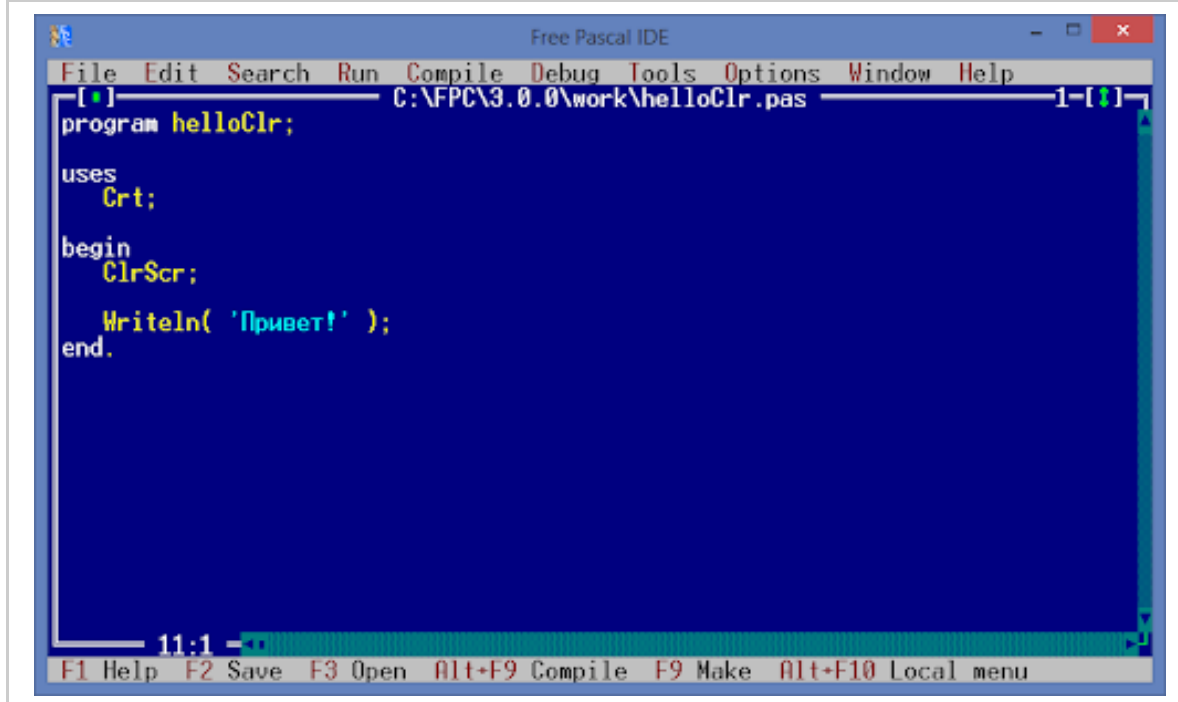 Free Pascal IDE
File Edit Search Run Compile Debug Tools Options Window Help
C:\FPC\3.0.0\work\helloClr.pas 1
program helloClr;
uses
Crt;
begin
ClrScr;
Writeln( 'Привет!' );
end.
11:1
F1 Help F2 Save F3 Open Alt+F9 Compile F9 Make Alt+F10 Local menu